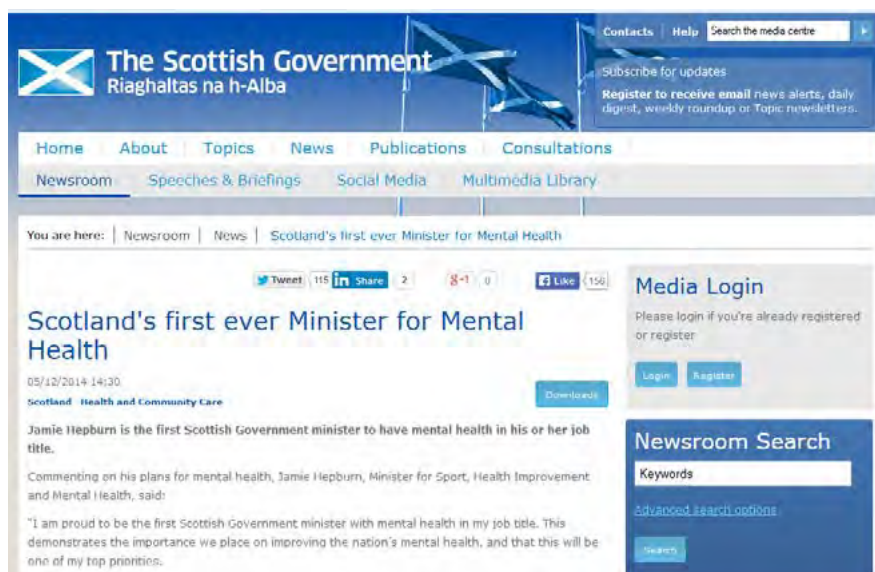 Contacts Help Search the media centre
The Scottish Government
Riaghaltas na h-Alba
Subscribe for updates
Register to receive email news alerts, daily
digest, weekly roundup or Topic newsletters.
Home About Topics News Publications Consultations
Newsroom Speeches & Briefings Social Media Multimedia Library
You are here: | Newsroom | News | Scotland's first ever Minister for Mental Health
Tweet 115 in Share 2 g+1 0 f Like 156
Scotland's first ever Minister for Mental
Health
05/12/2014 14:30
Scotland Health and Community Care
Downloads
Jamie Hepburn is the first Scottish Government minister to have mental health in his or her job
title.
Commenting on his plans for mental health, Jamie Hepburn, Minister for Sport, Health Improvement
and Mental Health, said:
"I am proud to be the first Scottish Government minister with mental health in my job title. This
demonstrates the importance we place on improving the nation's mental health, and that this will be
one of my top priorities.
Media Login
Please login if you're already registered
or register
Login Register
Newsroom Search
Keywords
Advanced search options
Search